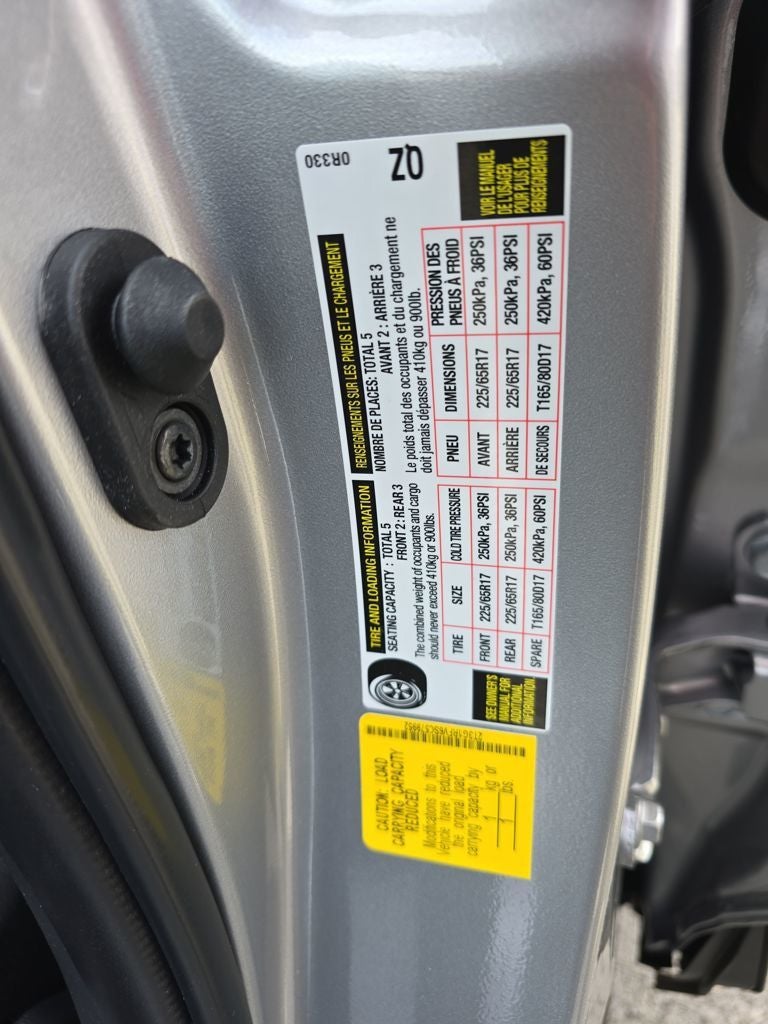 TIRE AND LOADING INFORMATION
SEATING CAPACITY : TOTAL 5
FRONT 2 : REAR 3
The combined weight of occupants and cargo
should never exceed 410kg or 900lbs.
TIRE SIZE COLD TIRE PRESSURE
FRONT 225/65R17 250kPa, 36PSI
REAR 225/65R17 250kPa, 36PSI
SPARE T165/80D17 420kPa, 60PSI
SEE OWNER'S
MANUAL FOR
ADDITIONAL
INFORMATION
RENSEIGNEMENTS SUR LES PNEUS ET LE CHARGEMENT
NOMBRE DE PLACES: TOTAL 5
AVANT 2 : ARRIÈRE 3
Le poids total des occupants et du chargement ne
doit jamais dépasser 410kg ou 900lb.
PNEU DIMENSIONS PRESSION DES
PNEUS À FROID
AVANT 225/65R17 250kPa, 36PSI
ARRIÈRE 225/65R17 250kPa, 36PSI
DE SECOURS T165/80D17 420kPa, 60PSI
0R330
QZ
VOIR LE MANUEL
DE L'USAGER
POUR PLUS DE
RENSEIGNEMENTS
CAUTION: LOAD
CARRYING CAPACITY
REDUCED
Modifications to this
Vehicle have reduced
the original load
carrying capacity by
1 kg or
1 lbs